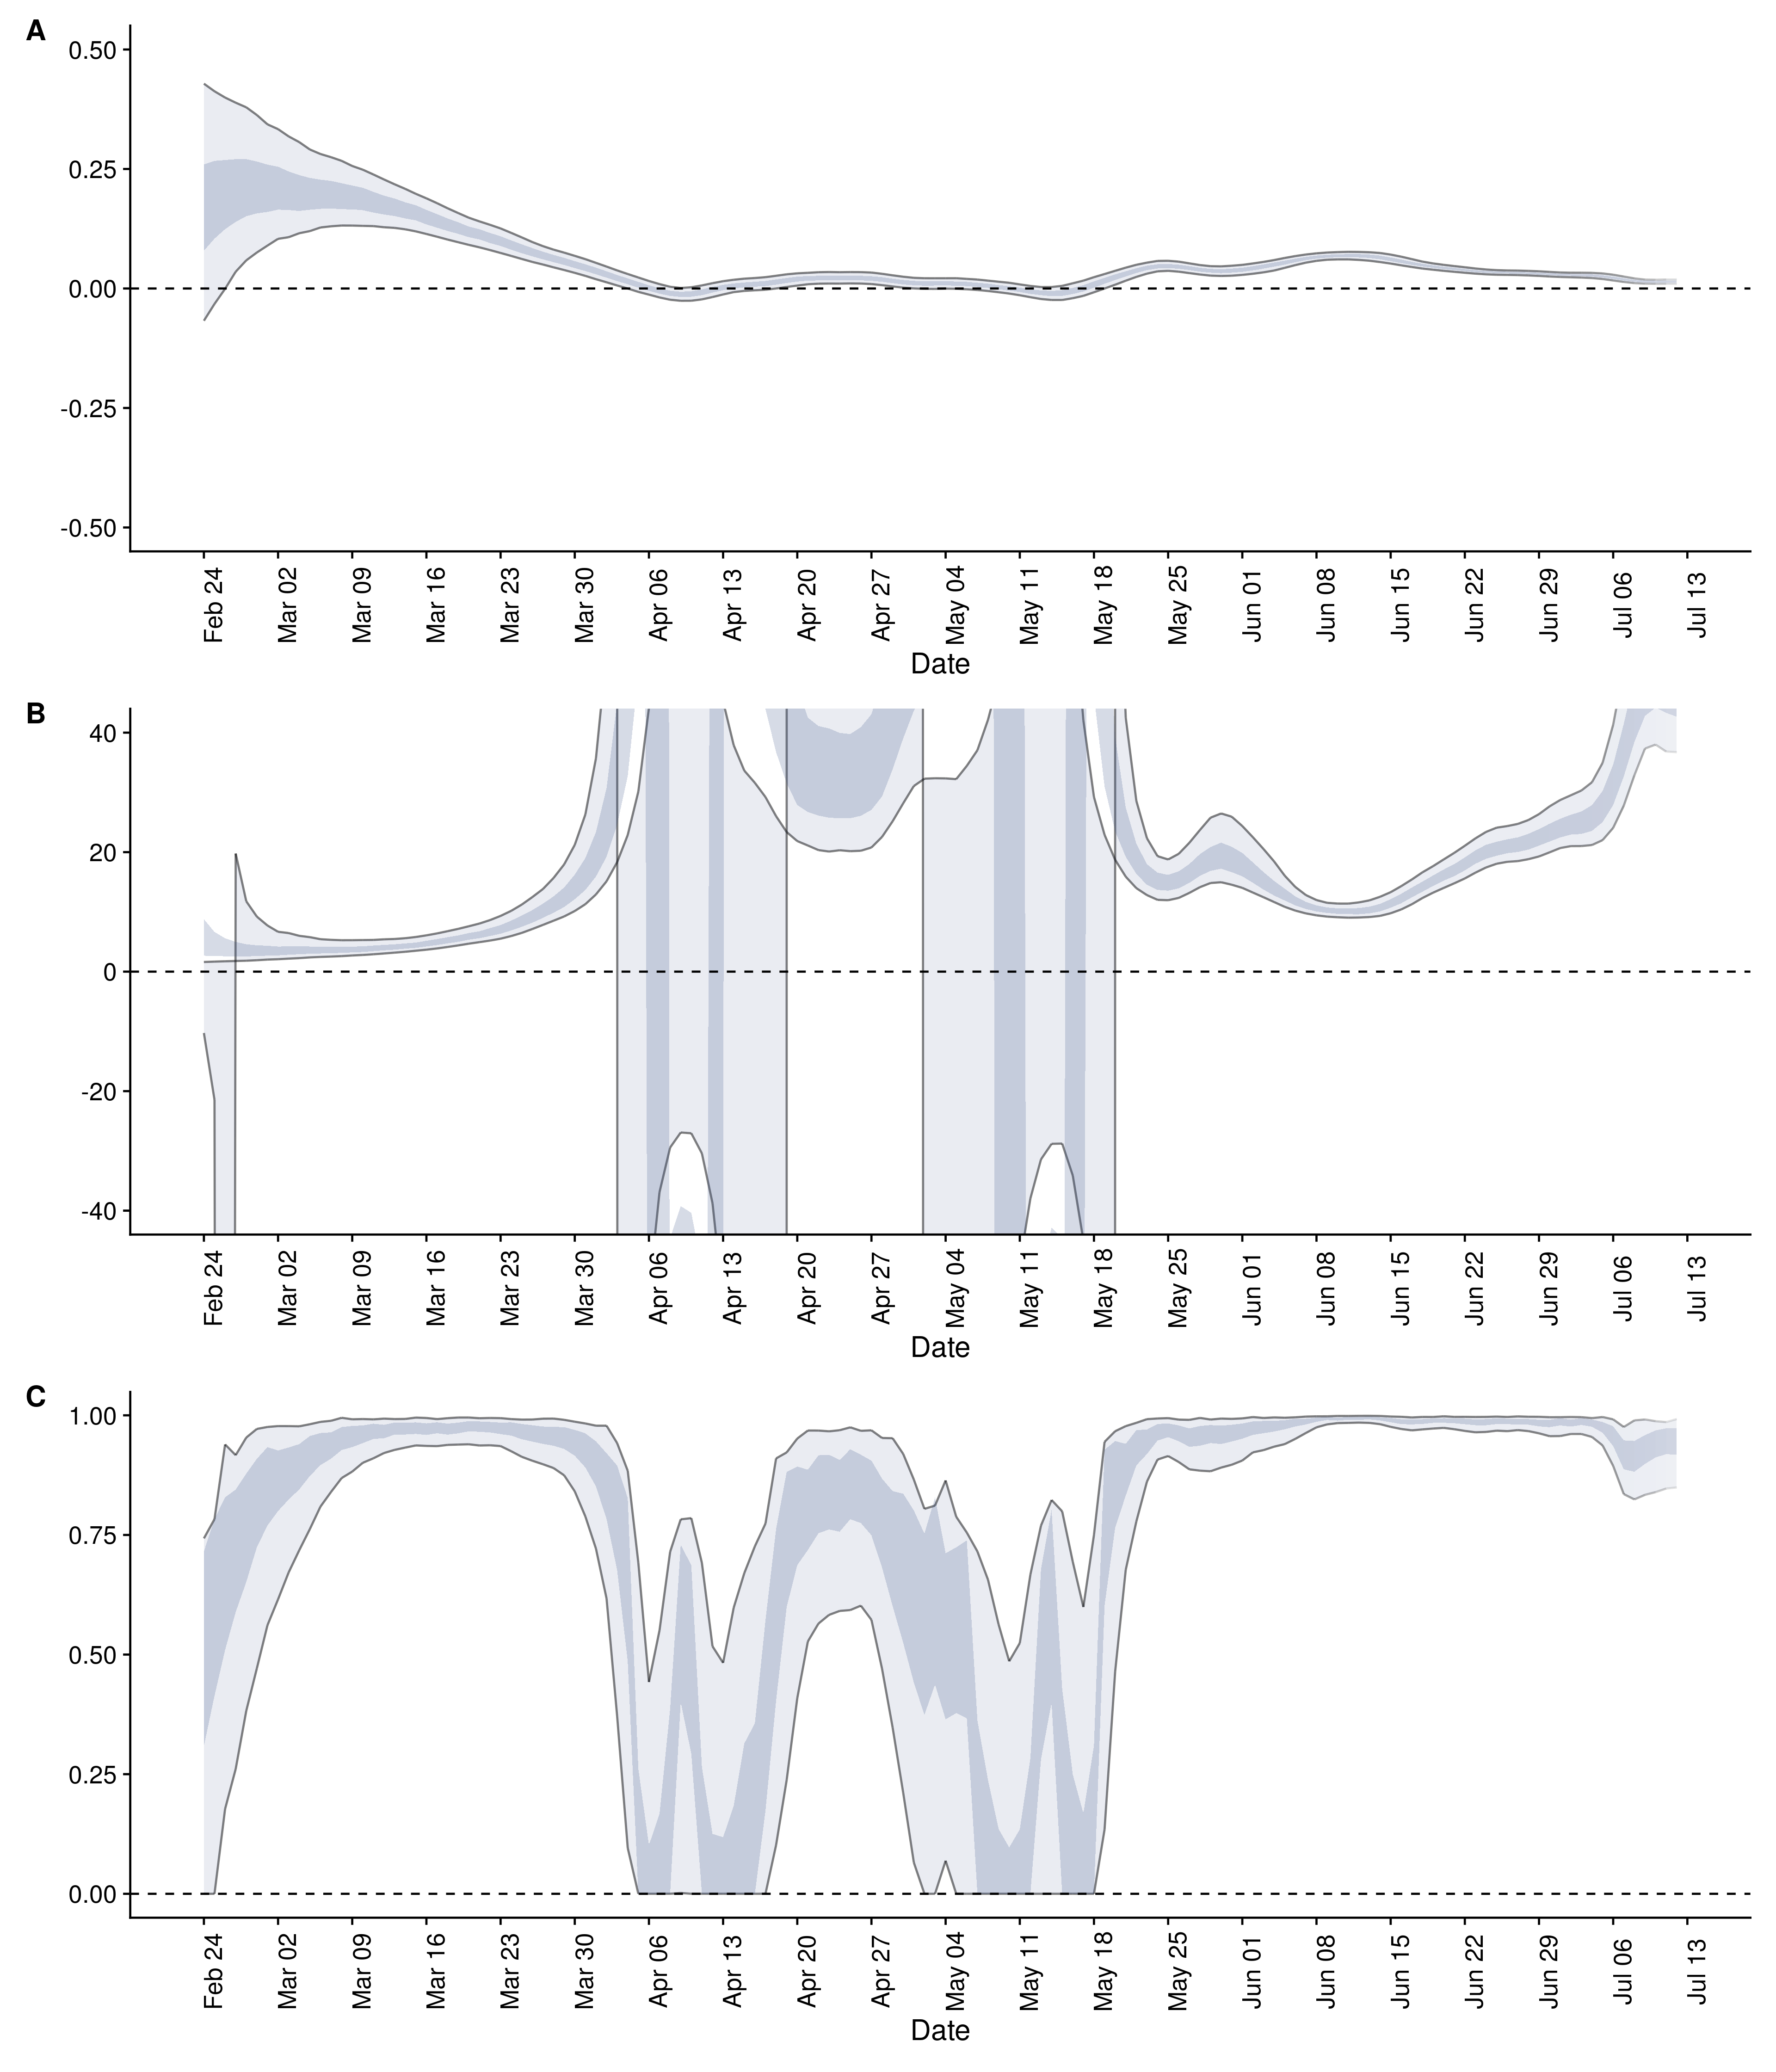 A
0.50
0.25
0.00
-0.25
-0.50
Feb 24
Mar 02
Mar 09
Mar 16
Mar 23
Mar 30
Apr 06
Apr 13
Apr 20
Apr 27
May 04
May 11
May 18
May 25
Jun 01
Jun 08
Jun 15
Jun 22
Jun 29
Jul 06
Jul 13
Date
B
40
20
0
-20
-40
Feb 24
Mar 02
Mar 09
Mar 16
Mar 23
Mar 30
Apr 06
Apr 13
Apr 20
Apr 27
May 04
May 11
May 18
May 25
Jun 01
Jun 08
Jun 15
Jun 22
Jun 29
Jul 06
Jul 13
Date
C
1.00
0.75
0.50
0.25
0.00
Feb 24
Mar 02
Mar 09
Mar 16
Mar 23
Mar 30
Apr 06
Apr 13
Apr 20
Apr 27
May 04
May 11
May 18
May 25
Jun 01
Jun 08
Jun 15
Jun 22
Jun 29
Jul 06
Jul 13
Date